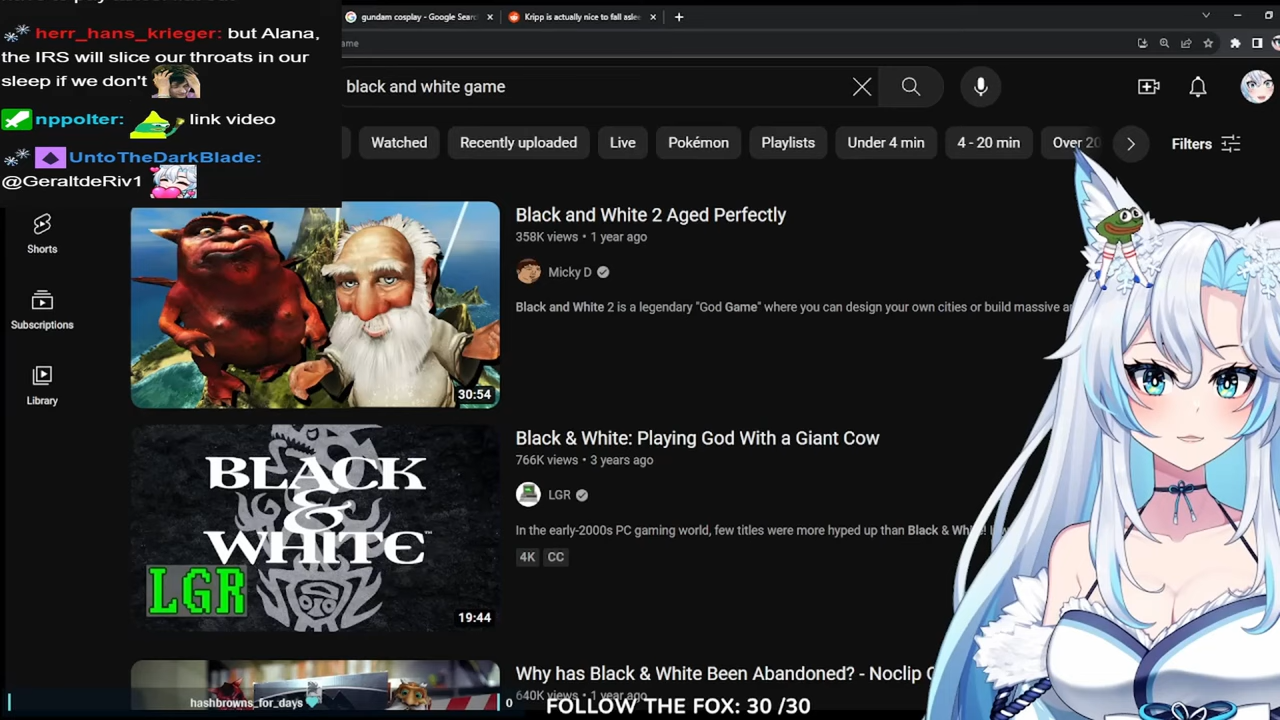 herr_hans_krieger: but Alana,
the IRS will slice our throats in our
sleep if we don't
nppolter: link video
UntoTheDarkBlade:
@GeraltdeRiv1
gundam cosplay - Google Sear
Kripp is actually nice to fall asle
ame
black and white game
Watched
Recently uploaded
Live
Pokémon
Playlists
Under 4 min
4 - 20 min
Over 20
Filters
Shorts
Subscriptions
Library
30:54
Black and White 2 Aged Perfectly
358K views • 1 year ago
Micky D
Black and White 2 is a legendary "God Game" where you can design your own cities or build massive a
BLACK
&
WHITE™
LGR
19:44
Black & White: Playing God With a Giant Cow
766K views • 3 years ago
LGR
In the early-2000s PC gaming world, few titles were more hyped up than Black & Whi
4K
CC
Why has Black & White Been Abandoned? - Noclip
640K views • 1 year ago
hashbrowns_for_days
0
FOLLOW THE FOX: 30 /30